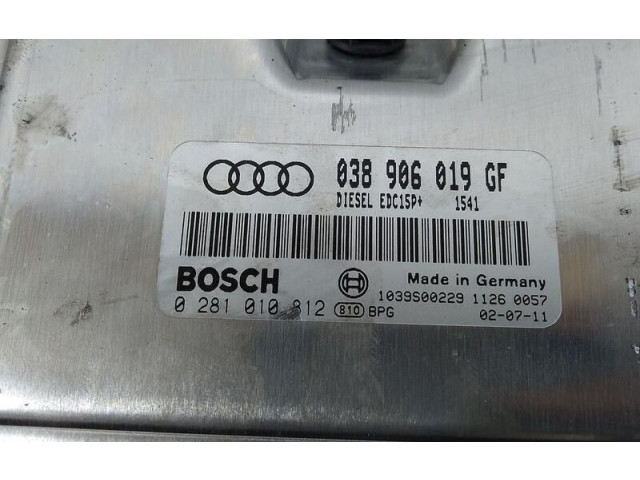 038 906 019 GF
DIESEL EDC15P+ 1541
BOSCH
Made in Germany
0 281 010 812
810 BPG
1039S00229 1126 0057
02-07-11